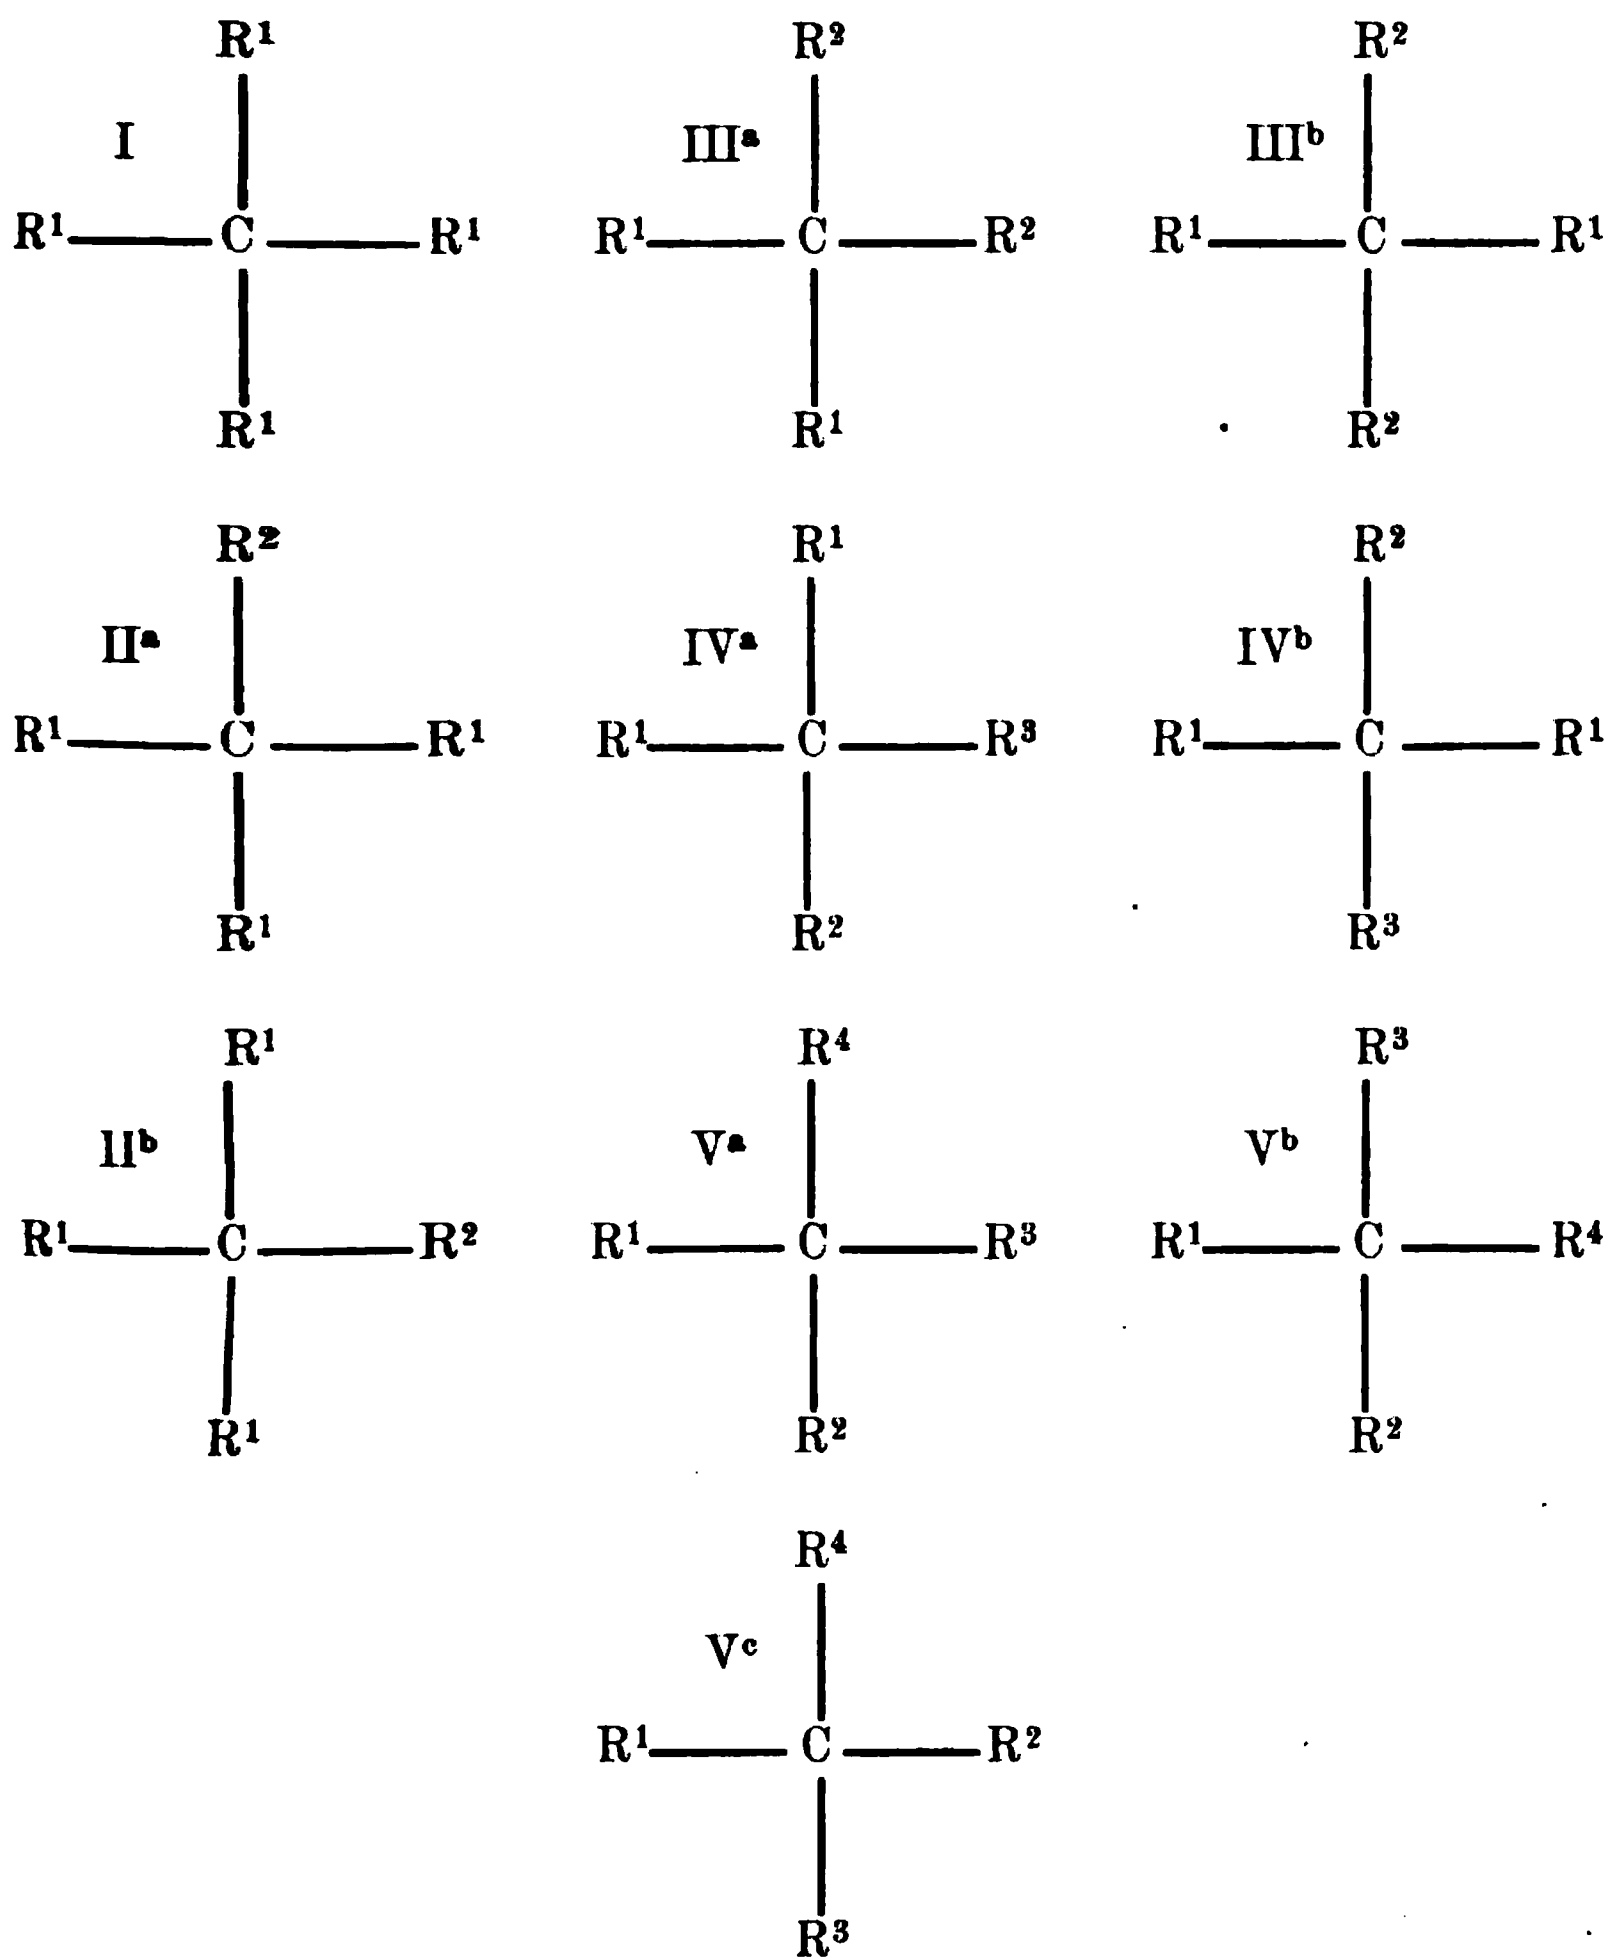 R¹ R² R²
I IIIᵃ IIIᵇ
R¹ C R¹ R¹ C R² R¹ C R¹
R¹ R¹ R²
R² R¹ R²
IIᵃ IVᵃ IVᵇ
R¹ C R¹ R¹ C R³ R¹ C R¹
R¹ R² R³
R¹ R⁴ R³
IIᵇ Vᵃ Vᵇ
R¹ C R² R¹ C R³ R¹ C R⁴
R¹ R² R²
R⁴
Vᶜ
R¹ C R²
R³